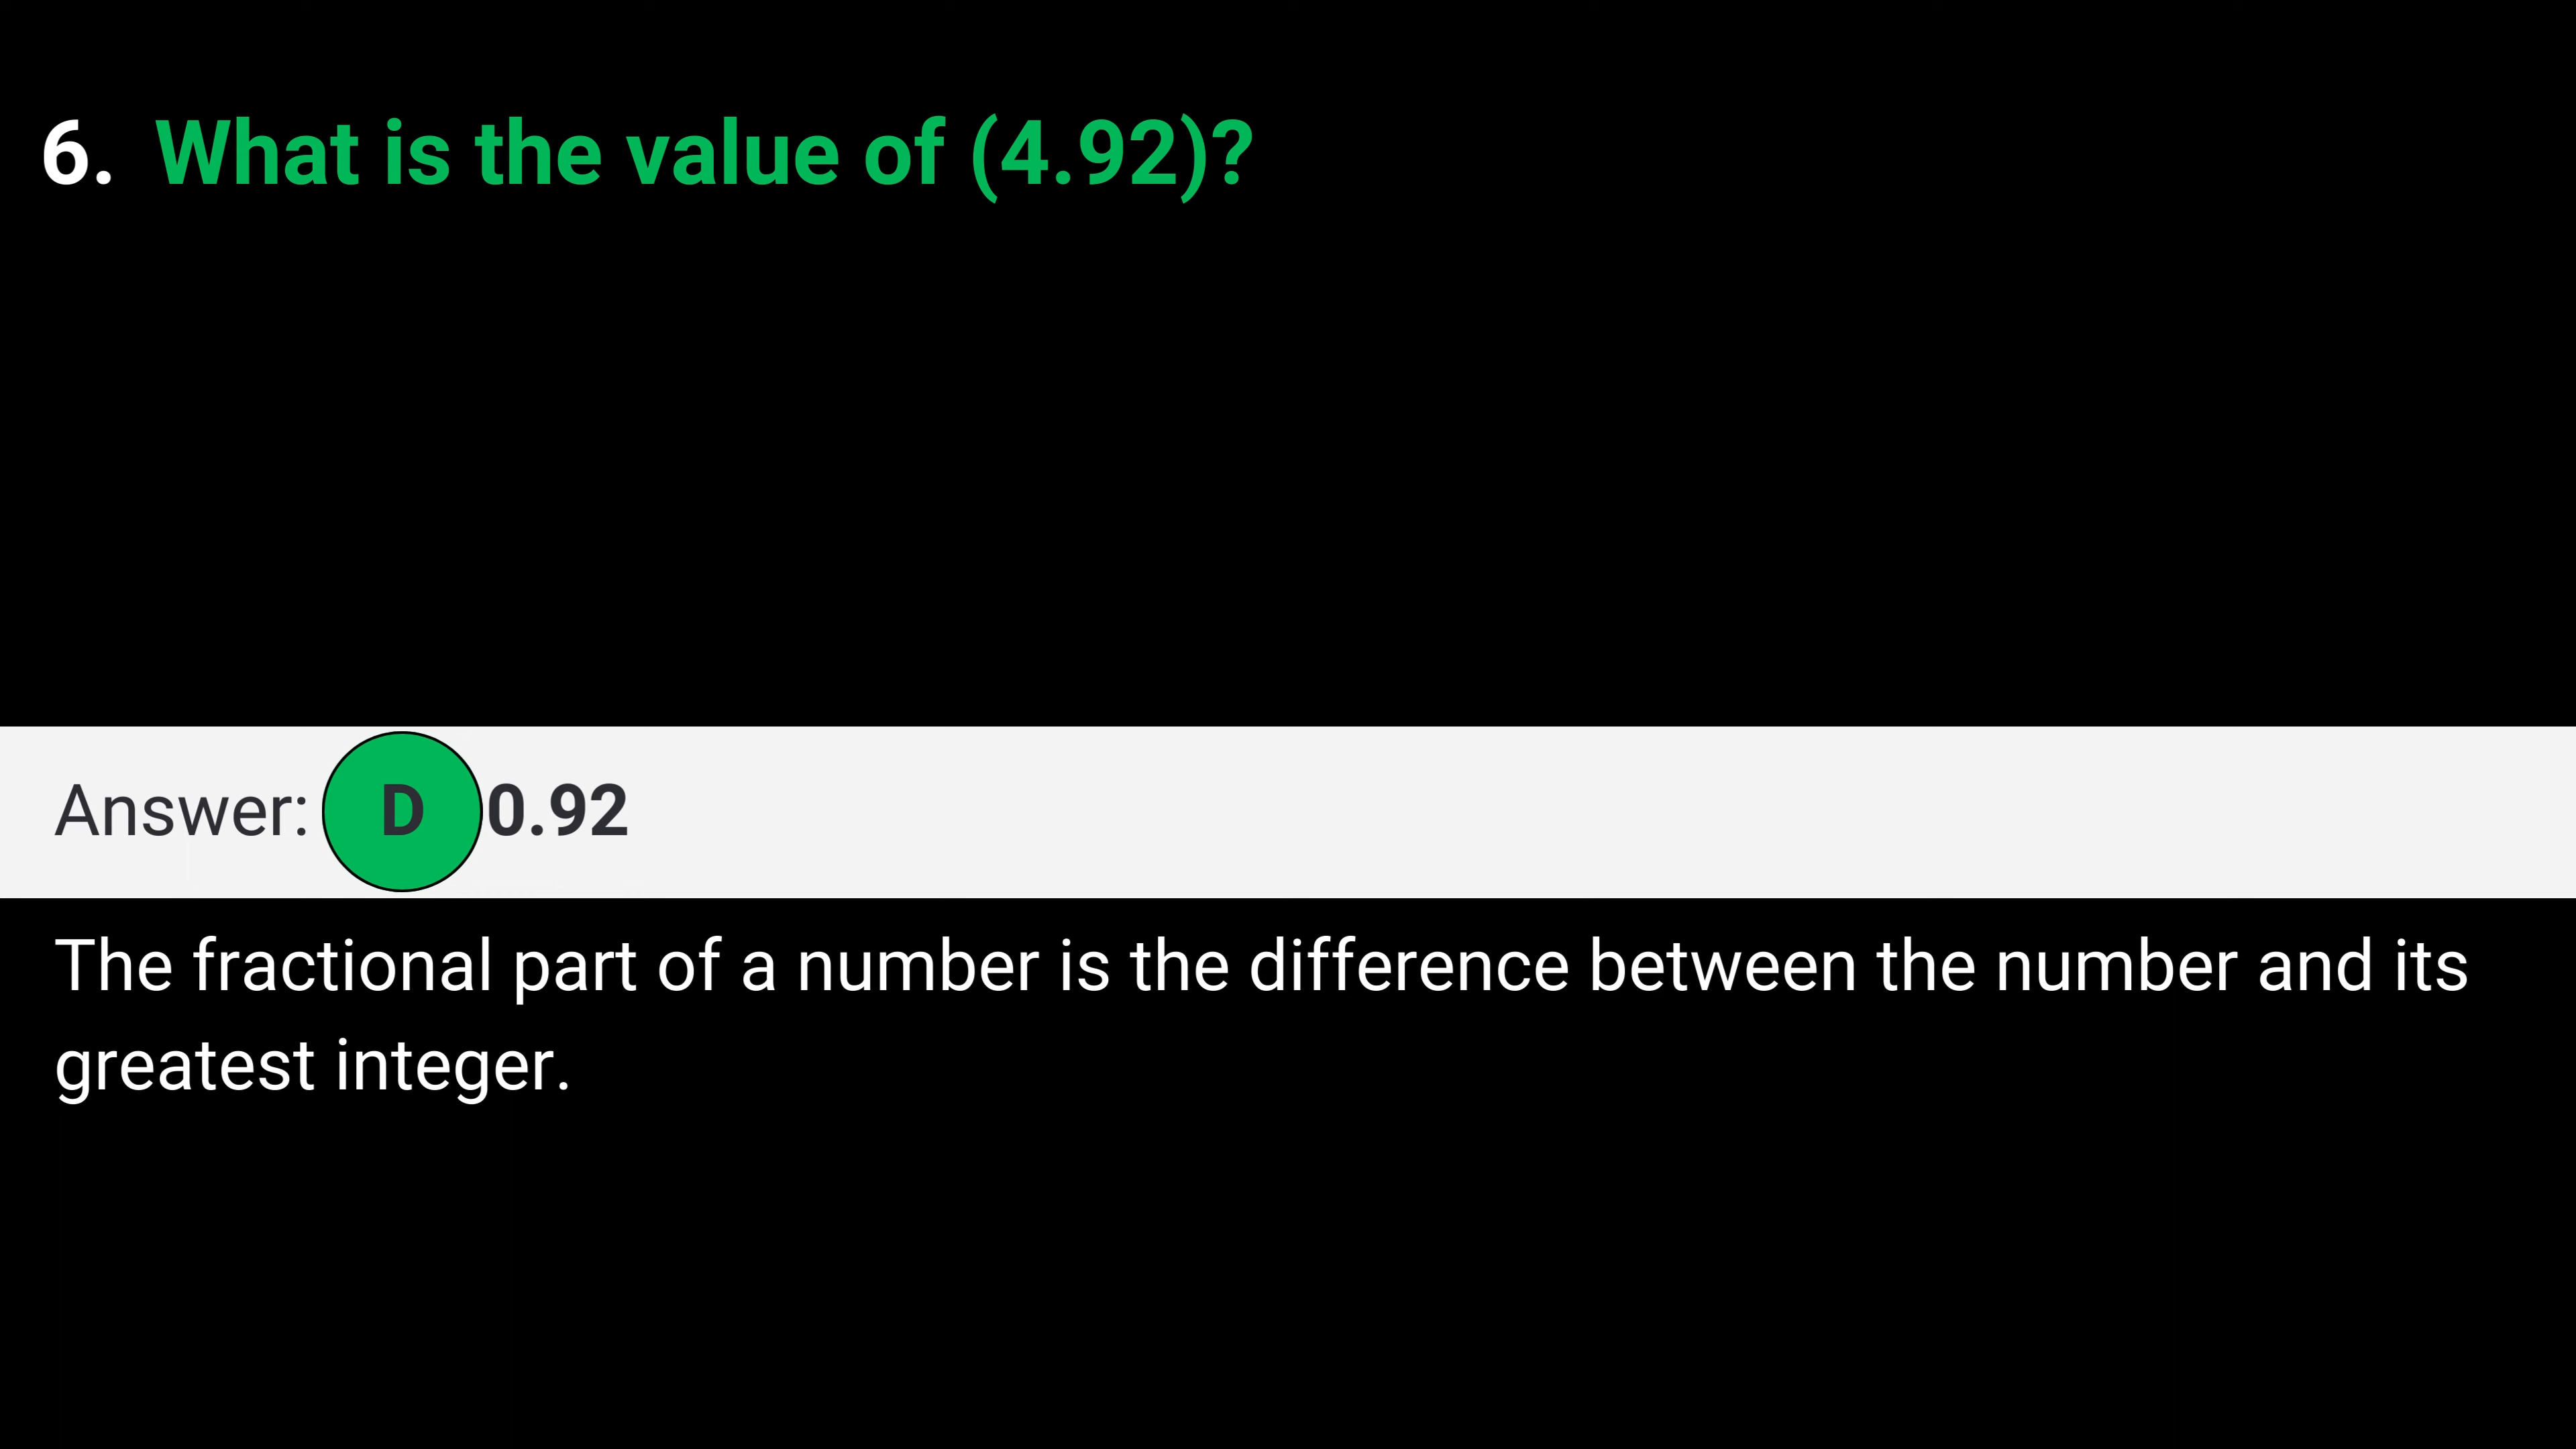 6. What is the value of (4.92)?
Answer: D 0.92
The fractional part of a number is the difference between the number and its
greatest integer.